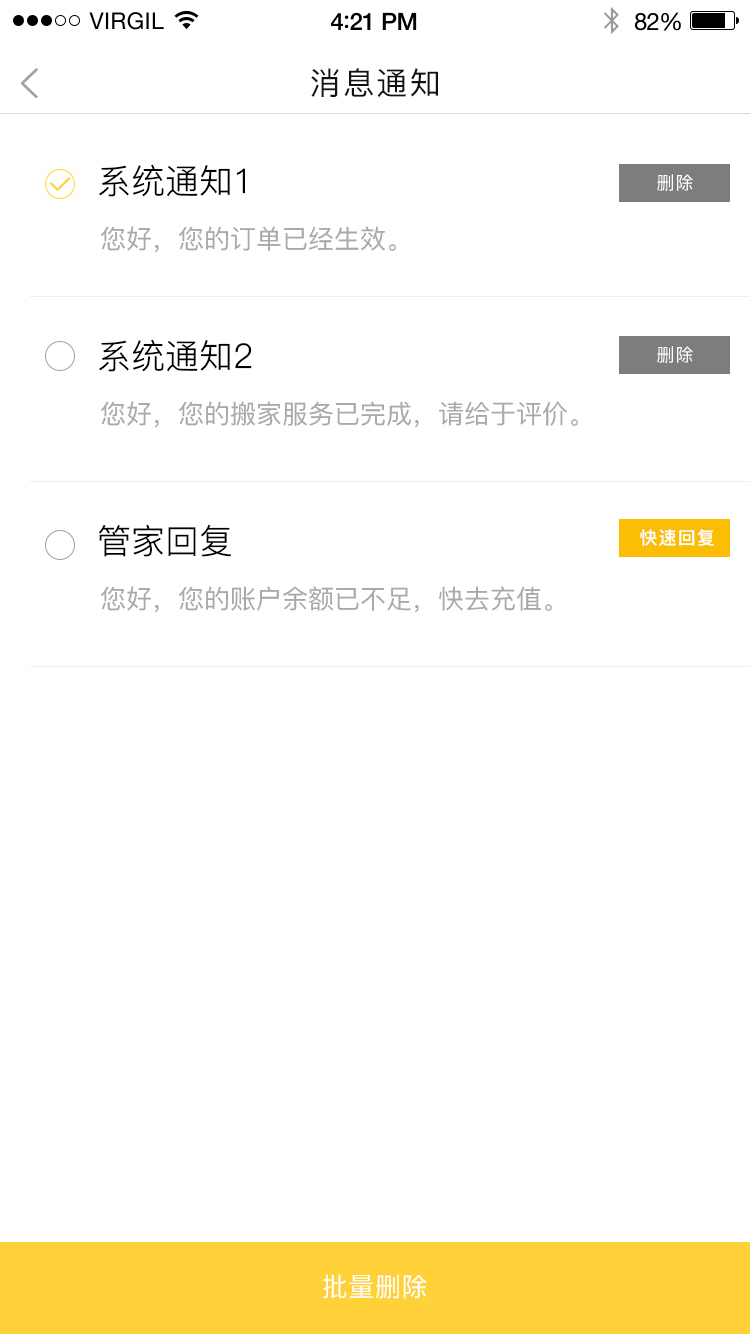 VIRGIL 4:21 PM 82%
消息通知
系统通知1 删除
您好，您的订单已经生效。
系统通知2 删除
您好，您的搬家服务已完成，请给于评价。
管家回复 快速回复
您好，您的账户余额已不足，快去充值。
批量删除